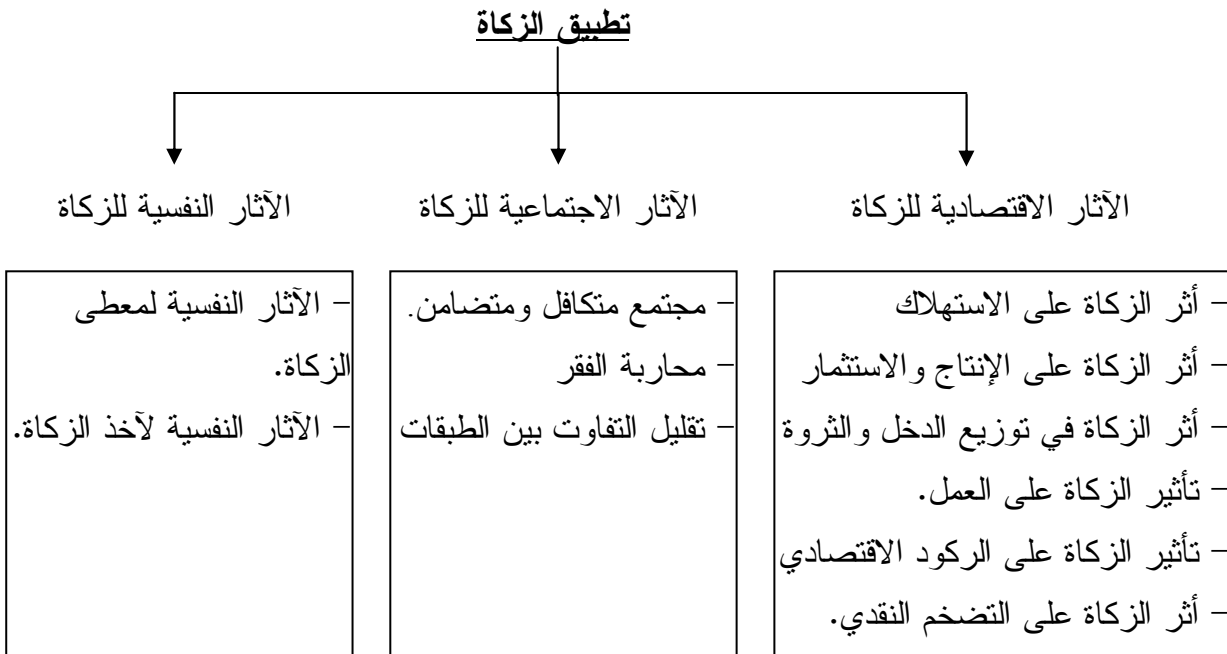 تطبيق الزكاة
الآثار الاقتصادية للزكاة
الآثار الاجتماعية للزكاة
الآثار النفسية للزكاة
– أثر الزكاة على الاستهلاك
– أثر الزكاة على الإنتاج والاستثمار
– أثر الزكاة في توزيع الدخل والثروة
– تأثير الزكاة على العمل.
– تأثير الزكاة على الركود الاقتصادي
– أثر الزكاة على التضخم النقدي.
– مجتمع متكافل ومتضامن.
– محاربة الفقر
– تقليل التفاوت بين الطبقات
– الآثار النفسية لمعطى
الزكاة.
– الآثار النفسية لآخذ الزكاة.